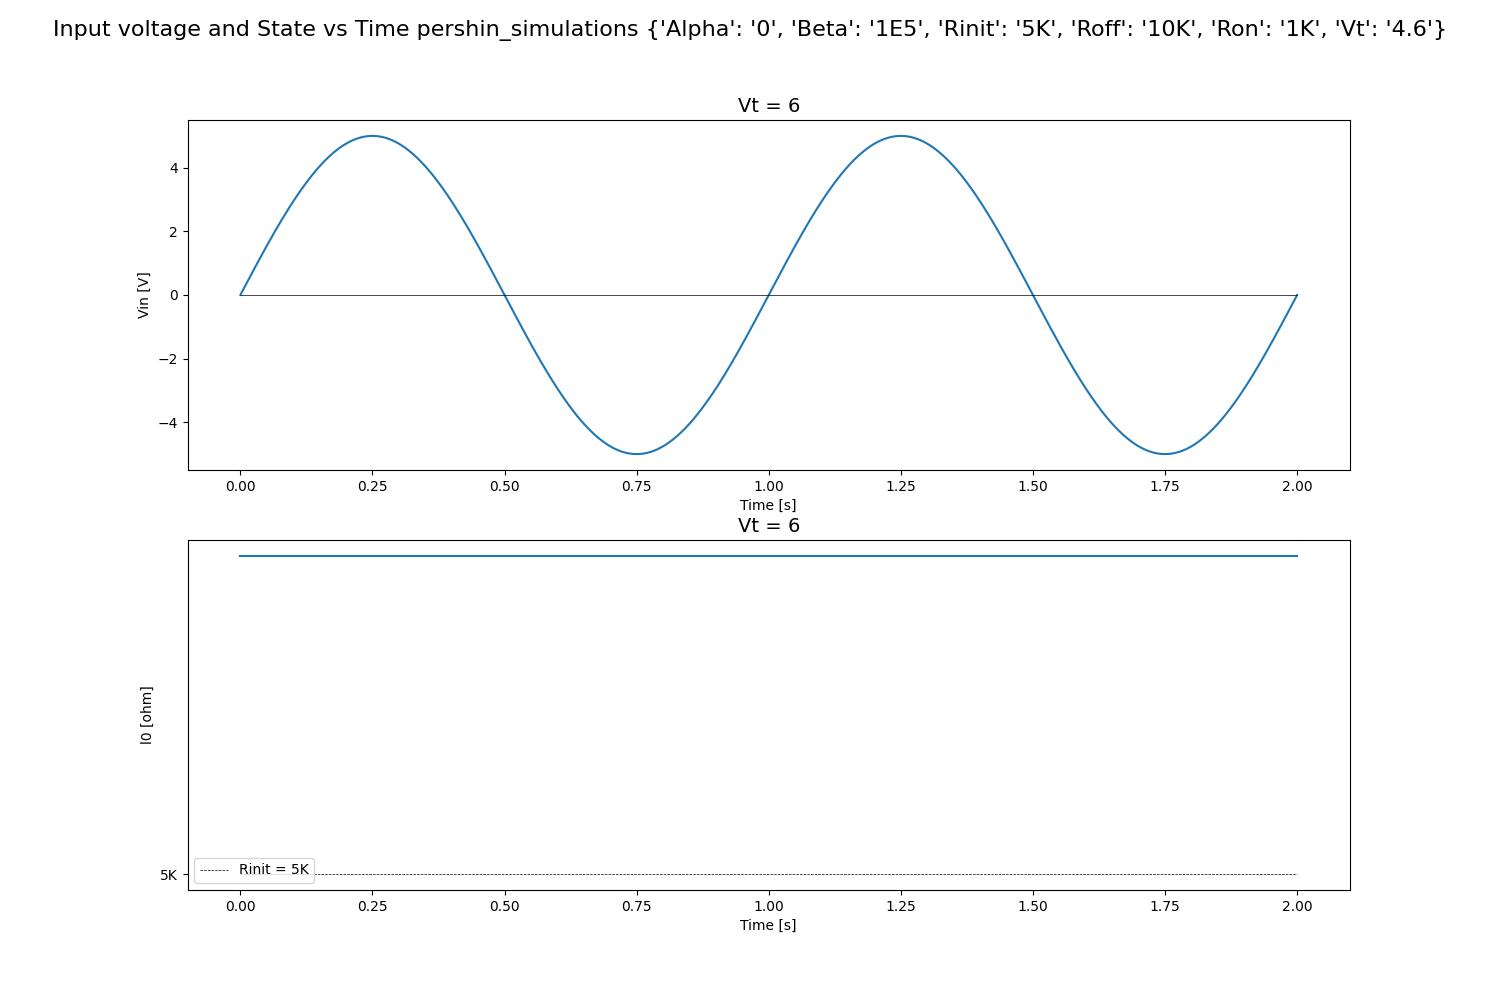 Input voltage and State vs Time pershin_simulations {'Alpha': '0', 'Beta': '1E5', 'Rinit': '5K', 'Roff': '10K', 'Ron': '1K', 'Vt': '4.6'}
Vt = 6
4
2
0
−2
−4
Vin [V]
0.00 0.25 0.50 0.75 1.00 1.25 1.50 1.75 2.00
Time [s]
Vt = 6
l0 [ohm]
Rinit = 5K
5K
0.00 0.25 0.50 0.75 1.00 1.25 1.50 1.75 2.00
Time [s]